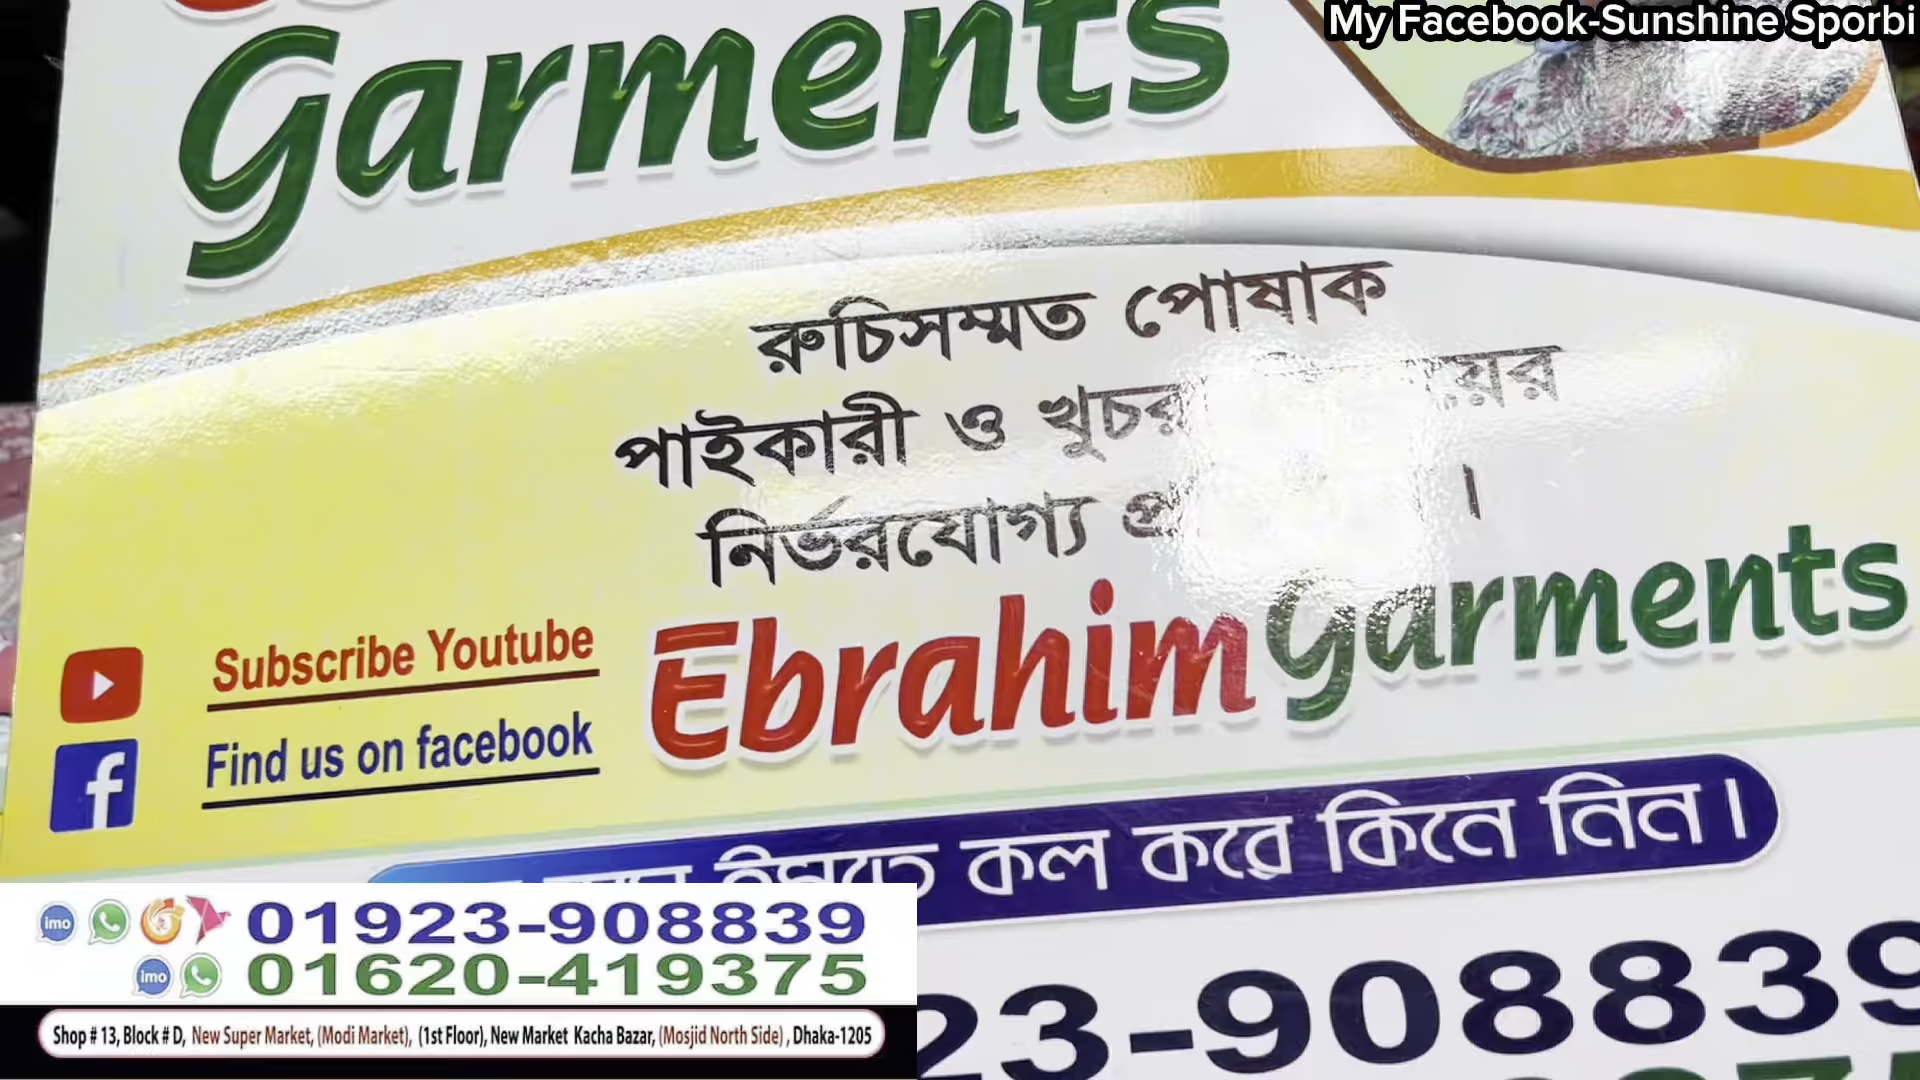 My Facebook-Sunshine Sporbi
Garments
রুচিসম্মত পোষাক
পাইকারী ও
নির্ভরযোগ্য
Subscribe Youtube
Find us on facebook
Ebrahim Garments
কল করে কিনে নিন।
imo 01923-908839
imo 01620-419375
Shop # 13, Block # D, New Super Market, (Modi Market), (1st Floor), New Market Kacha Bazar, (Mosjid North Side) , Dhaka-1205
23-908839